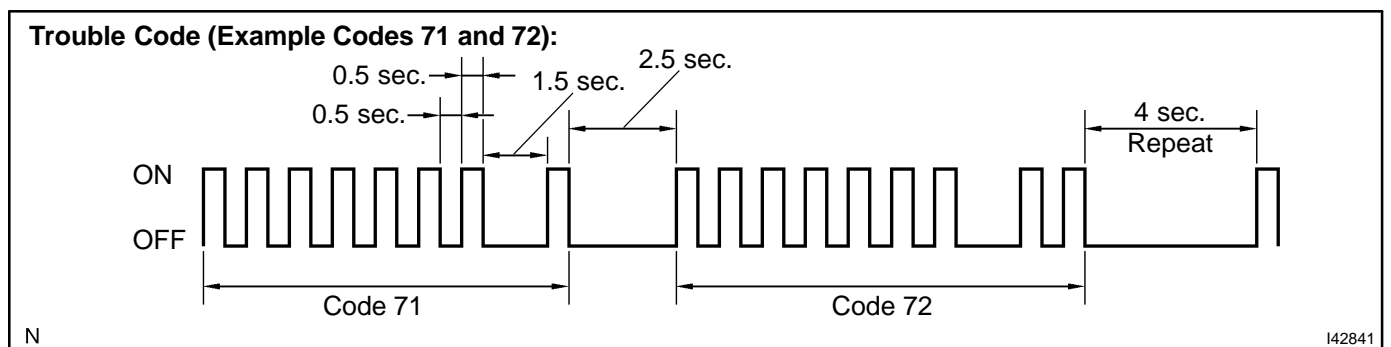 Trouble Code (Example Codes 71 and 72):
2.5 sec.
0.5 sec.
1.5 sec.
0.5 sec.
4 sec.
Repeat
ON
OFF
Code 71
Code 72
N
I42841